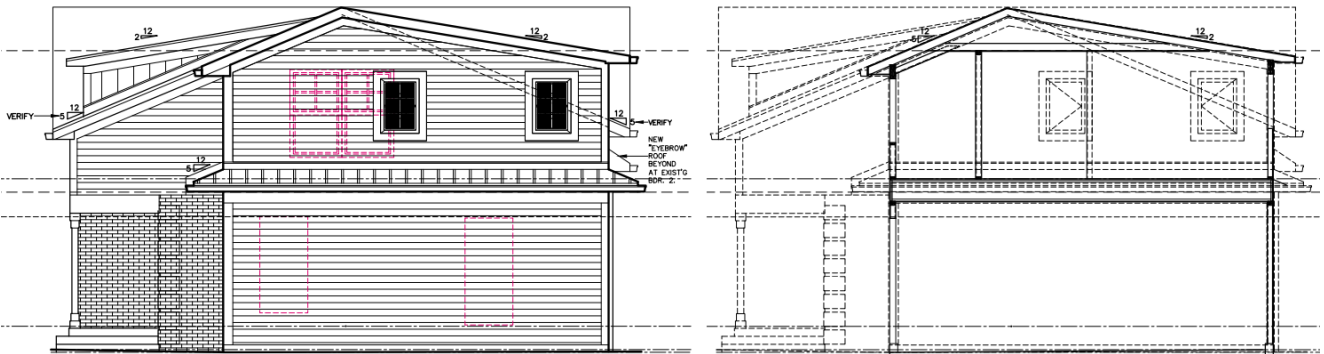 12
2
12
2
12
5
VERIFY
12
5
VERIFY
12
5
NEW
"EYEBROW"
ROOF
BEYOND
AT EXIST'G
BDR. 2.
12
5
12
2